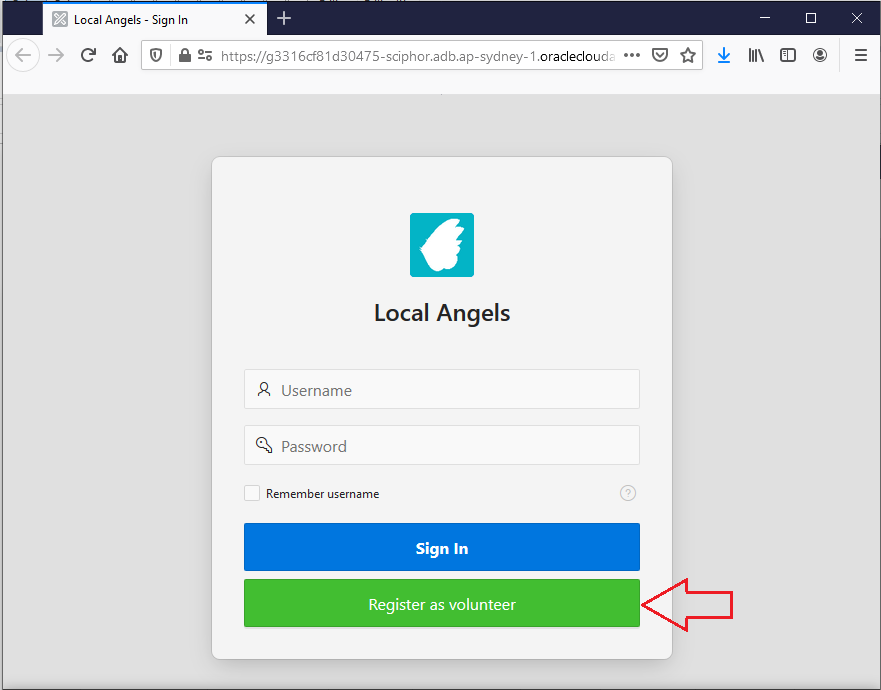 Local Angels - Sign In
https://g3316cf81d30475-sciphor.adb.ap-sydney-1.oraclecloud
Local Angels
Username
Password
Remember username
?
Sign In
Register as volunteer